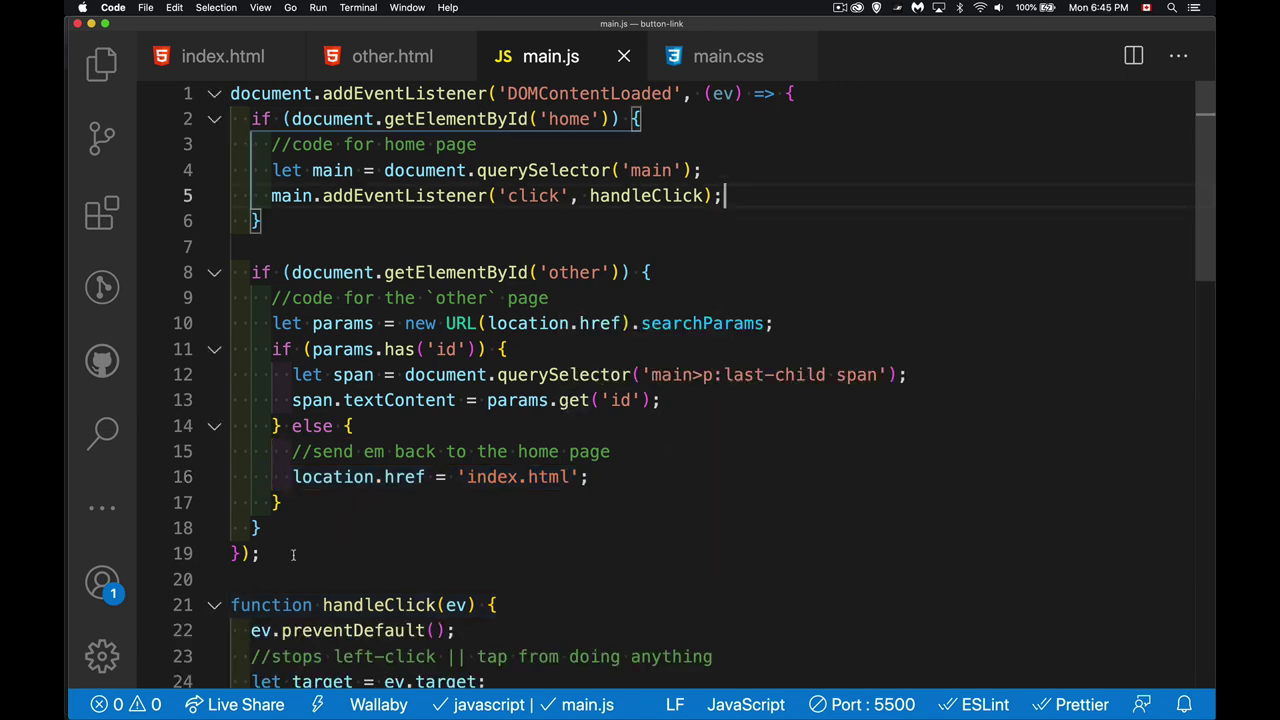 Code File Edit Selection View Go Run Terminal Window Help 100% Mon 6:45 PM
main.js — button-link
index.html other.html JS main.js main.css
1 document.addEventListener('DOMContentLoaded', (ev) => {
2 if (document.getElementById('home')) {
3 //code for home page
4 let main = document.querySelector('main');
5 main.addEventListener('click', handleClick);
6 }
7
8 if (document.getElementById('other')) {
9 //code for the `other` page
10 let params = new URL(location.href).searchParams;
11 if (params.has('id')) {
12 let span = document.querySelector('main>p:last-child span');
13 span.textContent = params.get('id');
14 } else {
15 //send em back to the home page
16 location.href = 'index.html';
17 }
18 }
19 });
20
21 function handleClick(ev) {
22 ev.preventDefault();
23 //stops left-click || tap from doing anything
24 let target = ev.target;
1
0 0 Live Share Wallaby javascript main.js LF JavaScript Port : 5500 ESLint Prettier